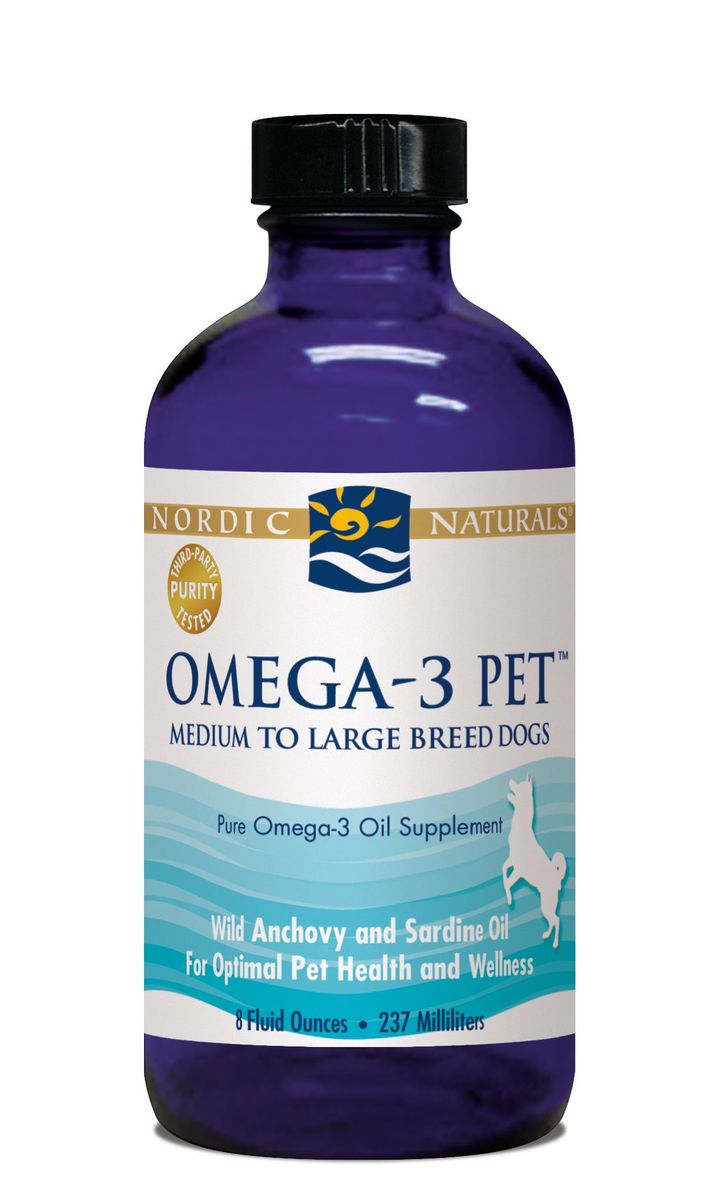 NORDIC NATURALS®
THIRD-PARTY
PURITY
TESTED
OMEGA-3 PET™
MEDIUM TO LARGE BREED DOGS
Pure Omega-3 Oil Supplement
Wild Anchovy and Sardine Oil
For Optimal Pet Health and Wellness
8 Fluid Ounces • 237 Milliliters